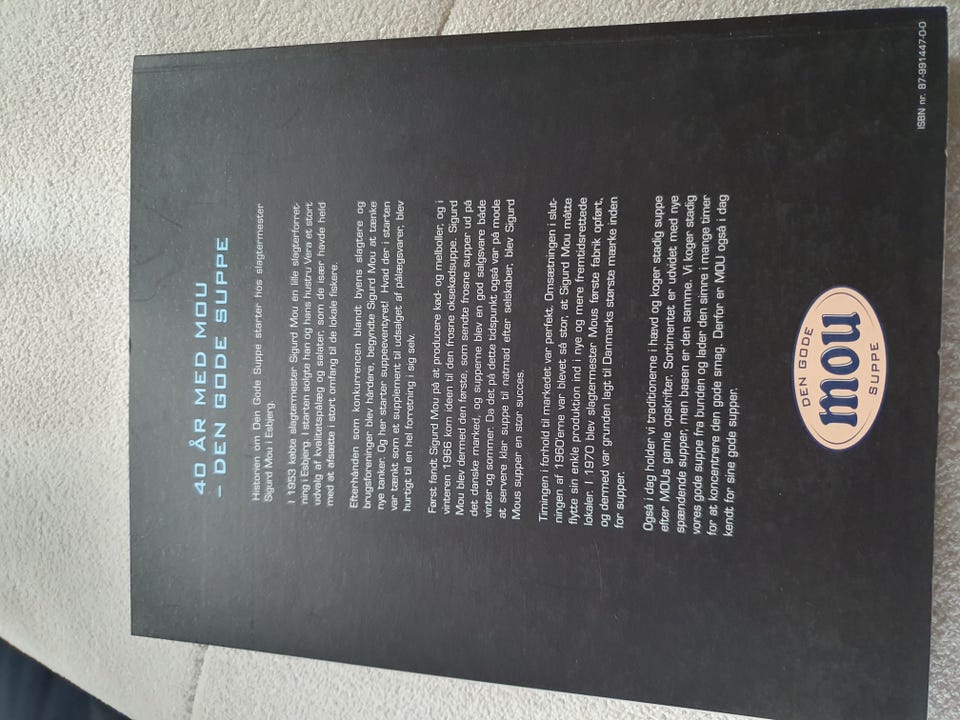 40 ÅR MED MOU
– DEN GODE SUPPE
Historien om Den Gode Suppe starter hos slagtermester
Sigurd Mou i Esbjerg.
I 1953 købte slagtermester Sigurd Mou en lille slagterforret-
ning i Esbjerg. I starten solgte han og hans hustru Vera et stort
udvalg af kvalitetspålæg og salater, som de især havde held
med at afsætte i stort omfang til de lokale fiskere.
Efterhånden som konkurrencen blandt byens slagtere og
brugsforeninger blev hårdere, begyndte Sigurd Mou at tænke
nye tanker. Og her starter suppeeventyret! Hvad der i starten
var tænkt som et supplement til udsalget af pålægsvarer, blev
hurtigt til en hel forretning i sig selv.
Først fandt Sigurd Mou på at producere kød- og melboller, og i
vinteren 1966 kom ideen til den frosne oksekødsuppe. Sigurd
Mou blev dermed den første, som sendte frosne supper ud på
det danske marked, og supperne blev en god salgsvare både
vinter og sommer. Da det på dette tidspunkt også var på mode
at servere klar suppe til natmad efter selskaber, blev Sigurd
Mous supper en stor succes.
Timingen i forhold til markedet var perfekt. Omsætningen i slut-
ningen af 1960erne var blevet så stor, at Sigurd Mou måtte
flytte sin enkle produktion ind i nye og mere fremtidsrettede
lokaler. I 1970 blev slagtermester Mous første fabrik opført,
og dermed var grunden lagt til Danmarks største mærke inden
for supper.
Også i dag holder vi traditionerne i hævd og koger stadig suppe
efter MOUs gamle opskrifter. Sortimentet er udvidet med nye
spændende supper, men basen er den samme. Vi koger stadig
vores gode suppe fra bunden og lader den simre i mange timer
for at koncentrere den gode smag. Derfor er MOU også i dag
kendt for sine gode supper.
DEN GODE
mou
SUPPE
ISBN nr. 87-991447-0-0